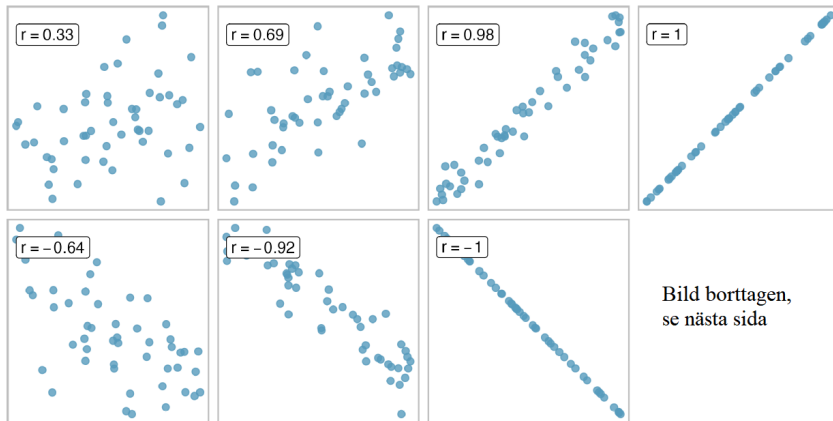 r = 0.33
r = 0.69
r = 0.98
r = 1
r = −0.64
r = −0.92
r = −1
Bild borttagen,
se nästa sida